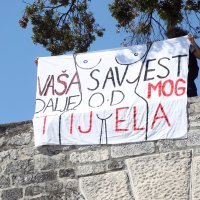 VAŠA SAVJEST
DALJE OD MOG
TIJELA